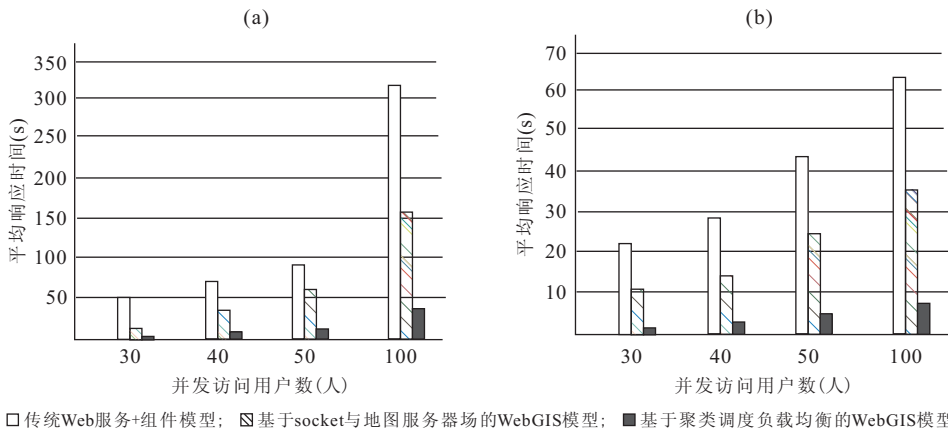 (a)
350
300
250
200
150
100
50
平均响应时间(s)
30 40 50 100
并发访问用户数(人)
(b)
70
60
50
40
30
20
10
平均响应时间(s)
30 40 50 100
并发访问用户数(人)
传统Web服务+组件模型; 基于socket与地图服务器场的WebGIS模型; 基于聚类调度负载均衡的WebGIS模型